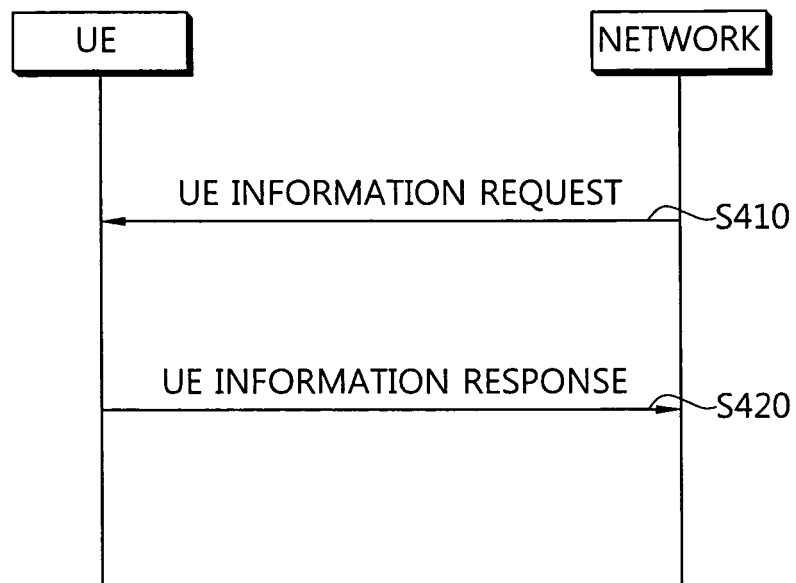 UE
NETWORK
UE INFORMATION REQUEST
S410
UE INFORMATION RESPONSE
S420